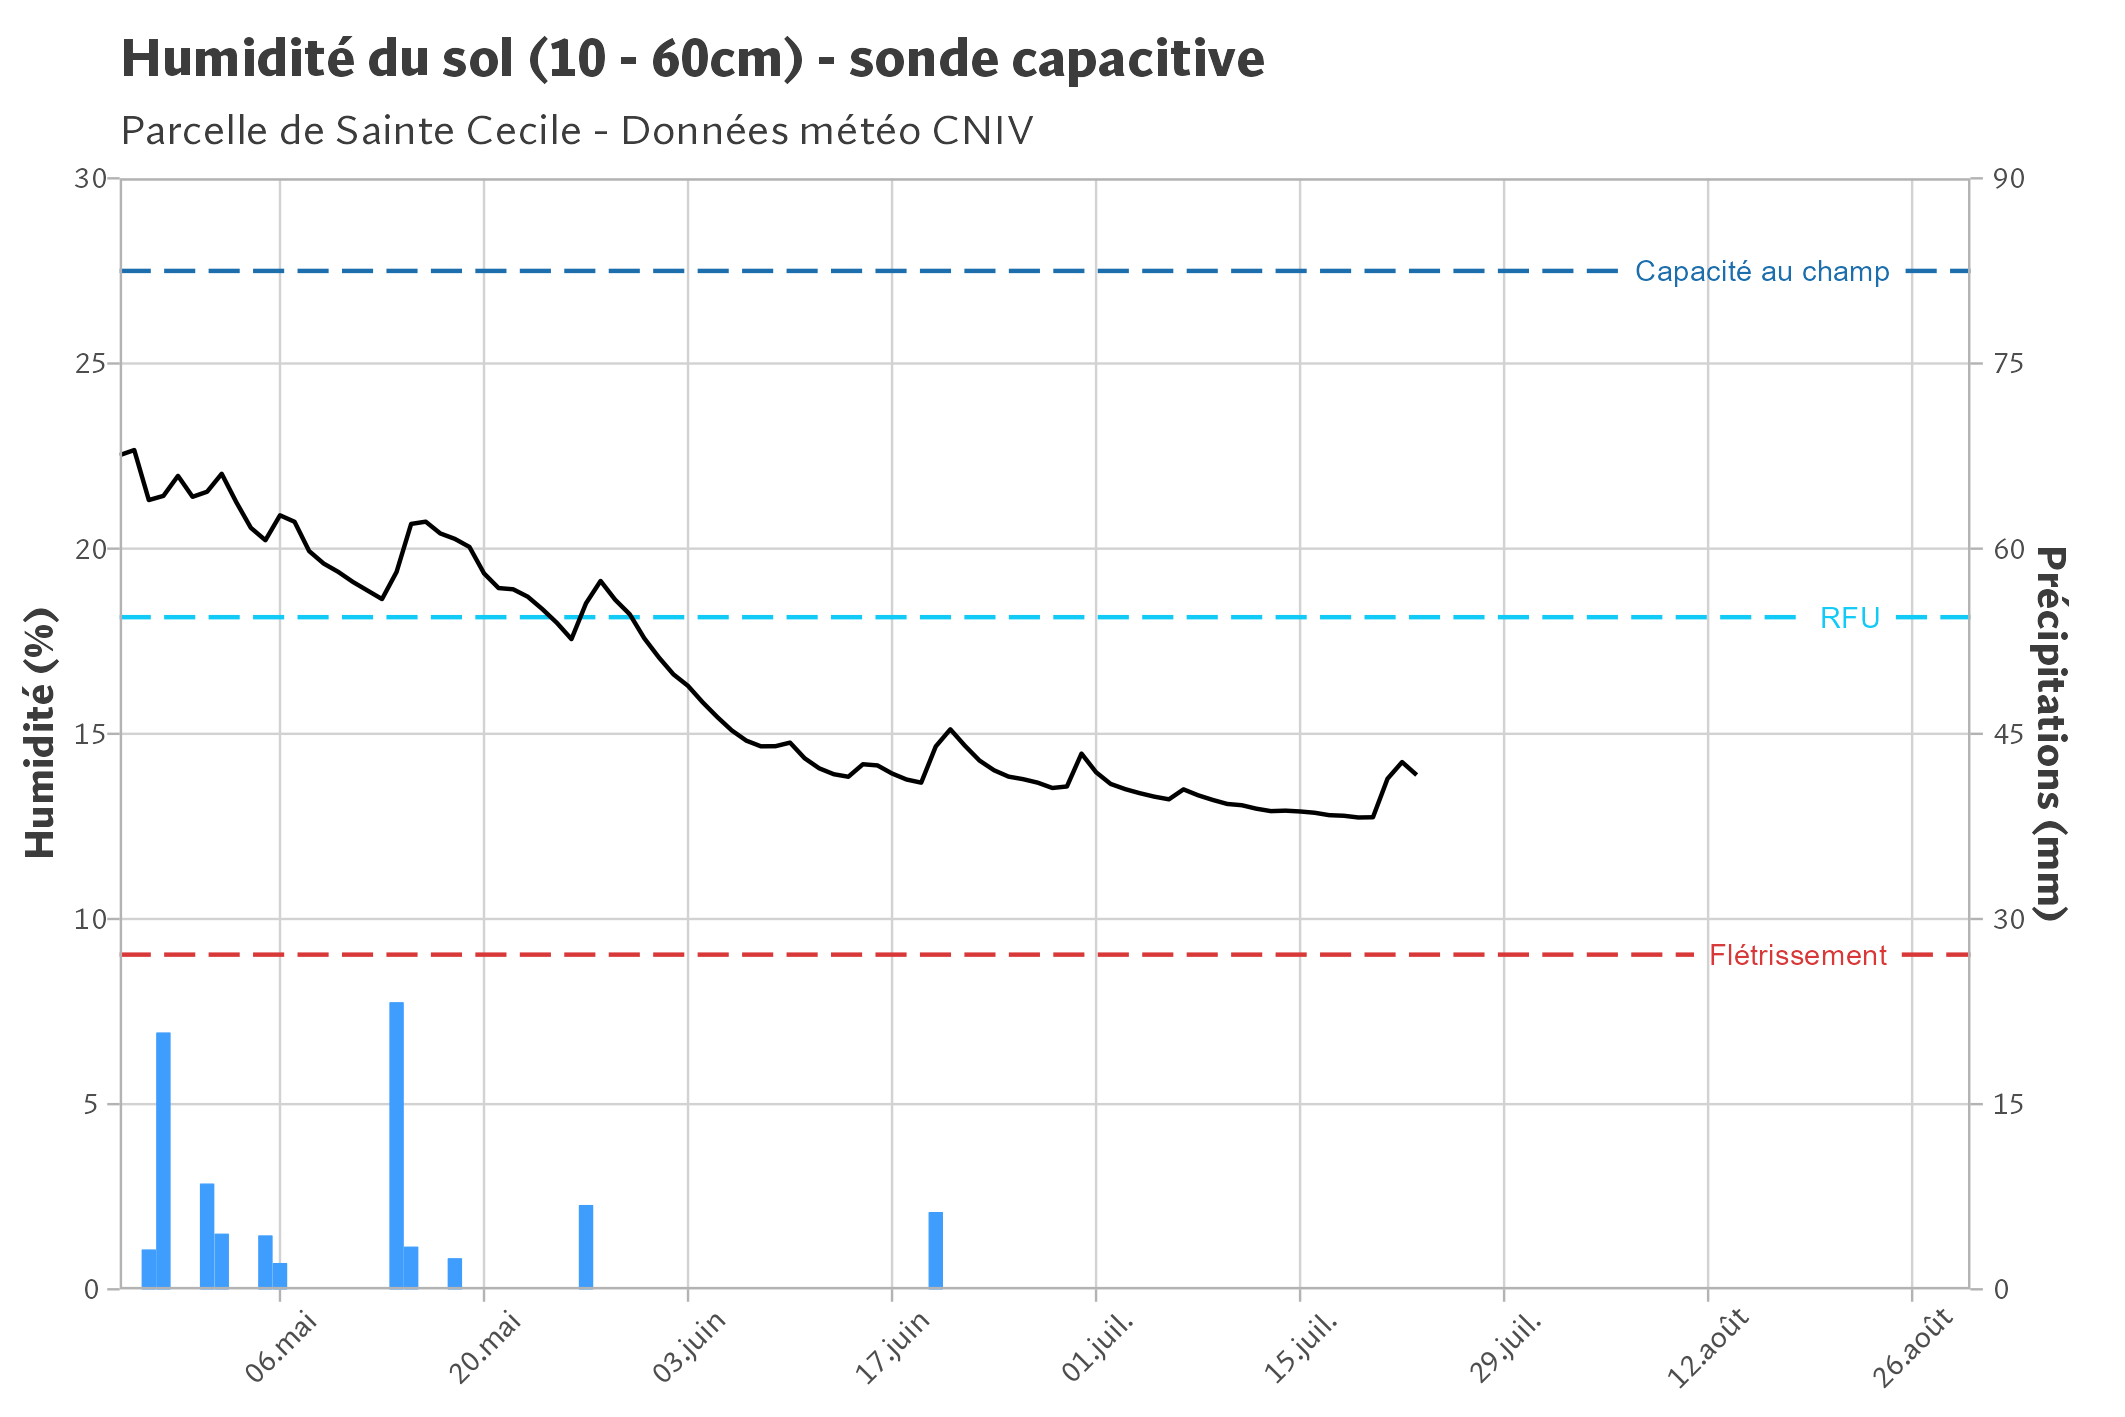 Humidité du sol (10 - 60cm) - sonde capacitive
Parcelle de Sainte Cecile - Données météo CNIV
30
90
Capacité au champ
25
75
20
60
RFU
Humidité (%)
Précipitations (mm)
15
45
10
30
Flétrissement
5
15
0
0
06.mai
20.mai
03.juin
17.juin
01.juil.
15.juil.
29.juil.
12.août
26.août